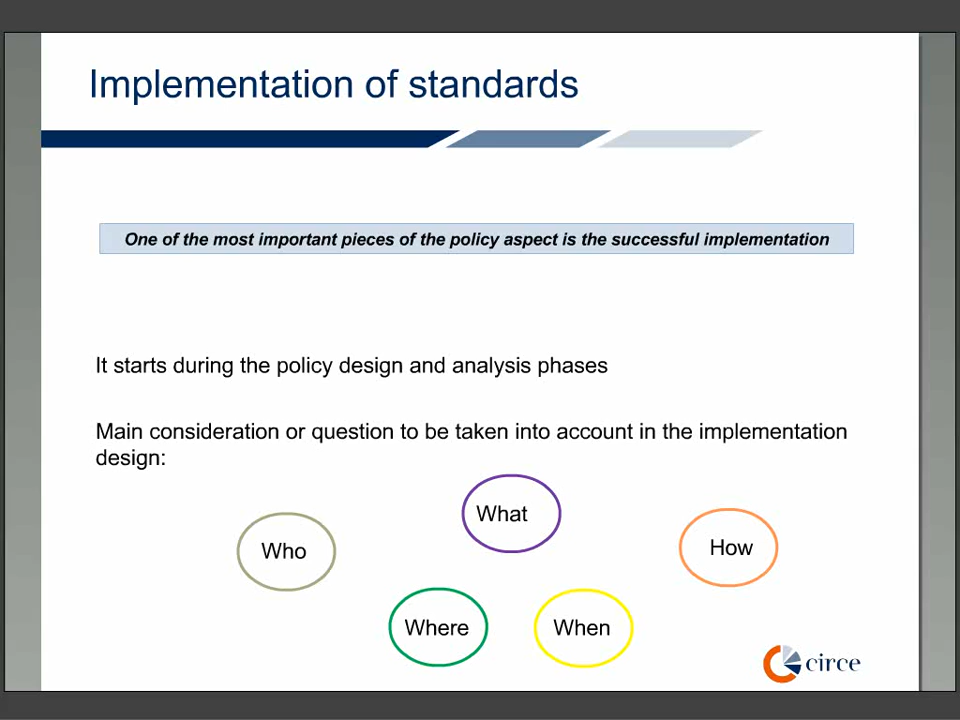 Implementation of standards
One of the most important pieces of the policy aspect is the successful implementation
It starts during the policy design and analysis phases
Main consideration or question to be taken into account in the implementation
design:
What
Who
How
Where
When
circe